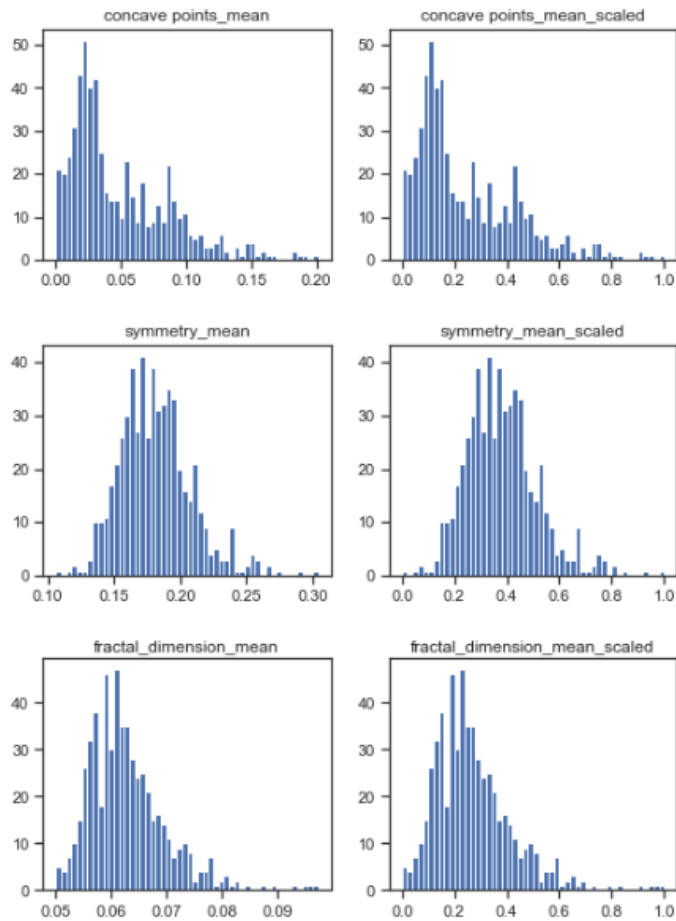 concave points_mean
concave points_mean_scaled
50
40
30
20
10
0
0.00 0.05 0.10 0.15 0.20
50
40
30
20
10
0
0.0 0.2 0.4 0.6 0.8 1.0
symmetry_mean
symmetry_mean_scaled
40
30
20
10
0
0.10 0.15 0.20 0.25 0.30
40
30
20
10
0
0.0 0.2 0.4 0.6 0.8 1.0
fractal_dimension_mean
fractal_dimension_mean_scaled
40
30
20
10
0
0.05 0.06 0.07 0.08 0.09
40
30
20
10
0
0.0 0.2 0.4 0.6 0.8 1.0